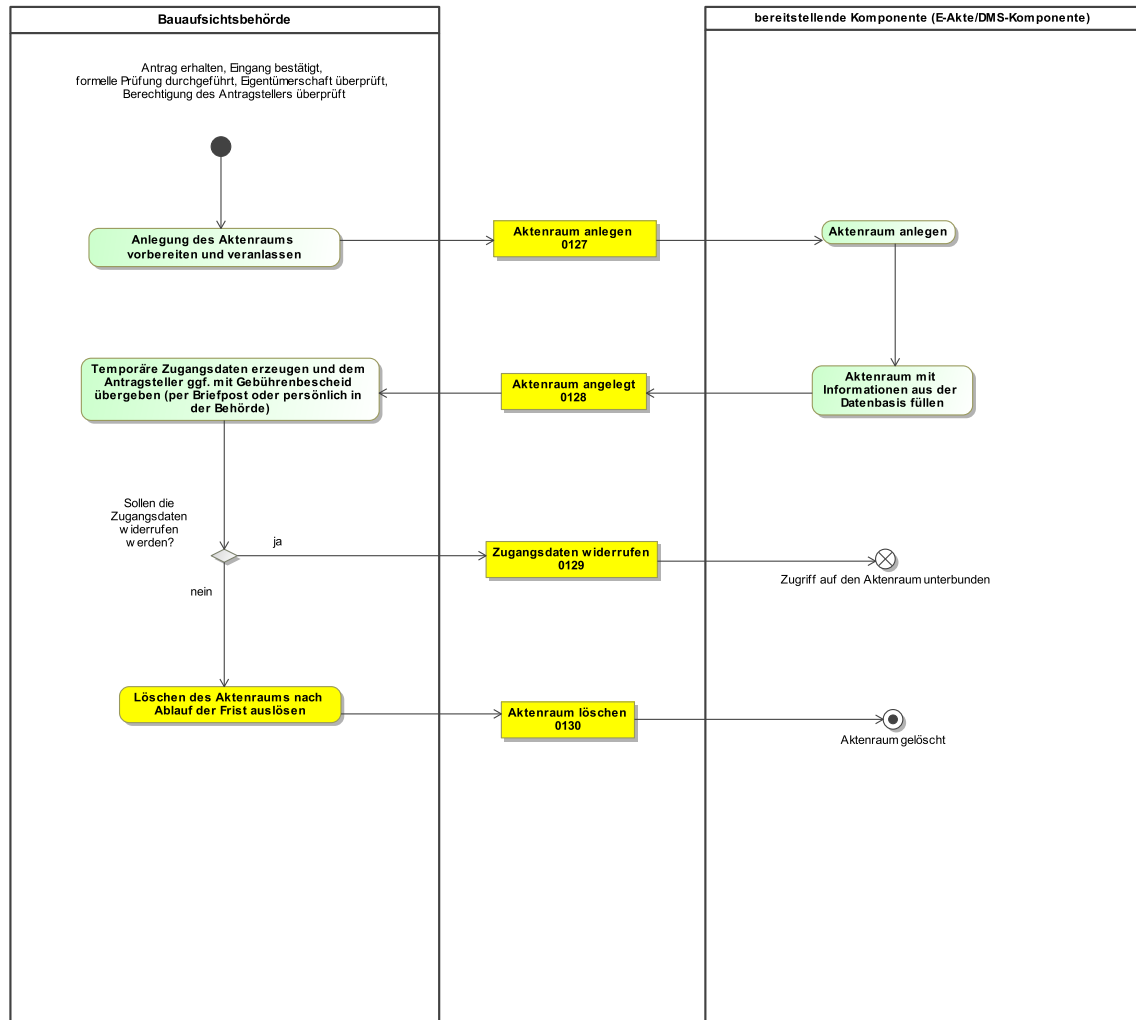 Bauaufsichtsbehörde
bereitstellende Komponente (E-Akte/DMS-Komponente)
Antrag erhalten, Eingang bestätigt,
formelle Prüfung durchgeführt, Eigentümerschaft überprüft,
Berechtigung des Antragstellers überprüft
Anlegung des Aktenraums
vorbereiten und veranlassen
Aktenraum anlegen
0127
Aktenraum anlegen
Temporäre Zugangsdaten erzeugen und dem
Antragsteller ggf. mit Gebührenbescheid
übergeben (per Briefpost oder persönlich in
der Behörde)
Aktenraum angelegt
0128
Aktenraum mit
Informationen aus der
Datenbasis füllen
Sollen die
Zugangsdaten
widerrufen
werden?
ja
nein
Zugangsdaten widerrufen
0129
Zugriff auf den Aktenraum unterbunden
Löschen des Aktenraums nach
Ablauf der Frist auslösen
Aktenraum löschen
0130
Aktenraum gelöscht